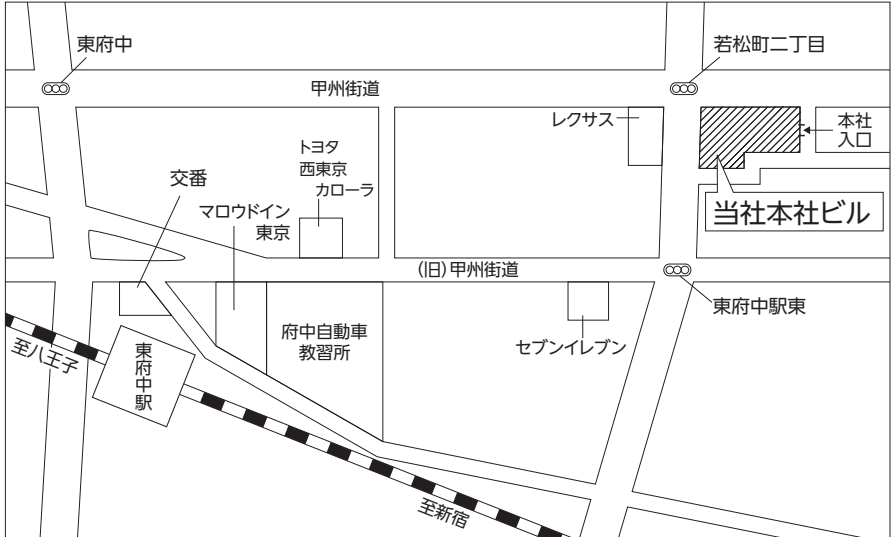 東府中
若松町二丁目
甲州街道
レクサス
本社
入口
トヨタ
西東京
カローラ
交番
マロウドイン
東京
当社本社ビル
(旧)甲州街道
東府中駅東
府中自動車
教習所
セブンイレブン
至八王子
東府中駅
至新宿